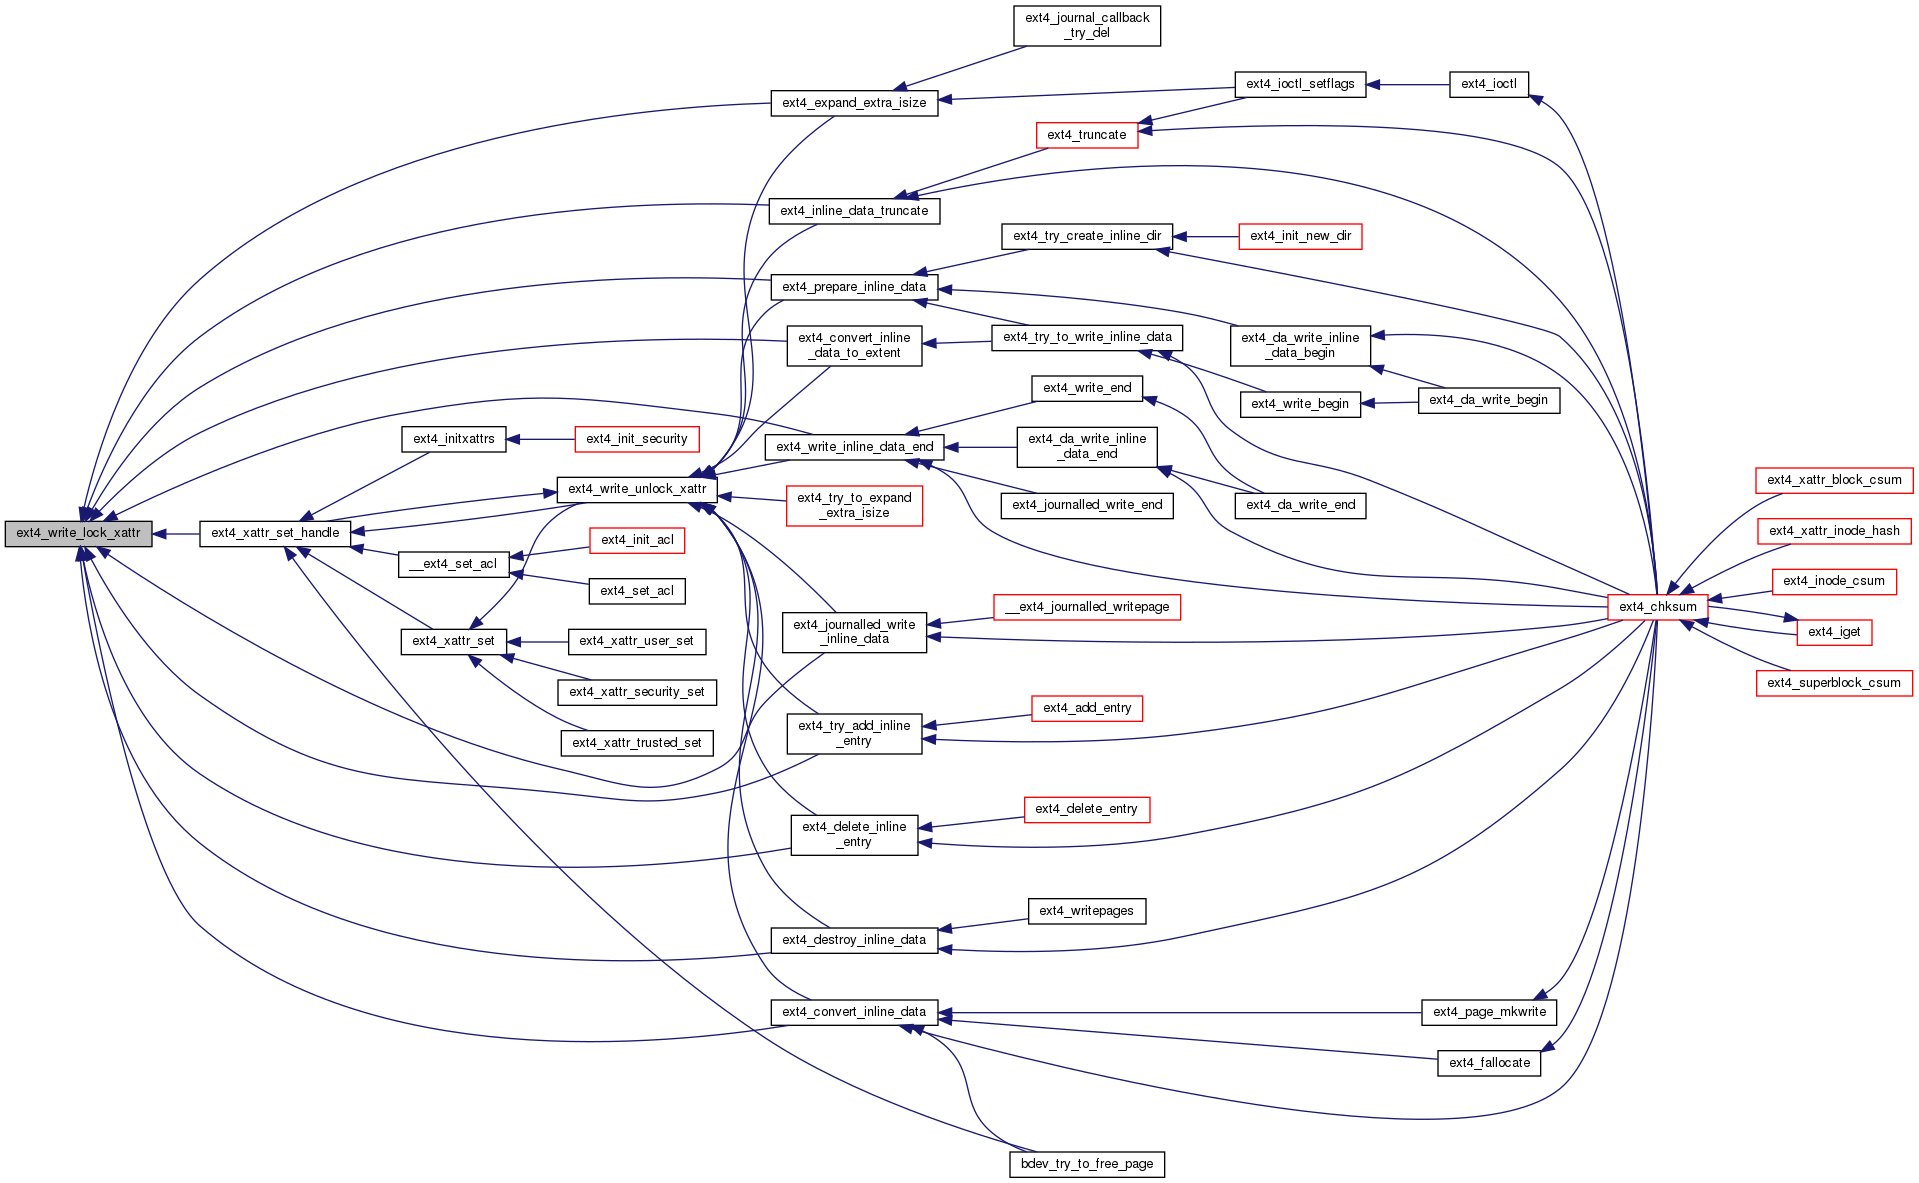 ext4_journal_callback
_try_del
ext4_ioctl_setflags
ext4_ioctl
ext4_expand_extra_isize
ext4_truncate
ext4_inline_data_truncate
ext4_try_create_inline_dir
ext4_init_new_dir
ext4_prepare_inline_data
ext4_convert_inline
_data_to_extent
ext4_try_to_write_inline_data
ext4_da_write_inline
_data_begin
ext4_write_end
ext4_write_begin
ext4_da_write_begin
ext4_initxattrs
ext4_init_security
ext4_write_inline_data_end
ext4_da_write_inline
_data_end
ext4_write_unlock_xattr
ext4_try_to_expand
_extra_isize
ext4_journalled_write_end
ext4_da_write_end
ext4_xattr_block_csum
ext4_write_lock_xattr
ext4_xattr_set_handle
ext4_init_acl
ext4_xattr_inode_hash
__ext4_set_acl
ext4_set_acl
ext4_inode_csum
ext4_journalled_write
_inline_data
__ext4_journalled_writepage
ext4_chksum
ext4_iget
ext4_xattr_set
ext4_xattr_user_set
ext4_xattr_security_set
ext4_superblock_csum
ext4_try_add_inline
_entry
ext4_add_entry
ext4_xattr_trusted_set
ext4_delete_inline
_entry
ext4_delete_entry
ext4_writepages
ext4_destroy_inline_data
ext4_convert_inline_data
ext4_page_mkwrite
ext4_fallocate
bdev_try_to_free_page